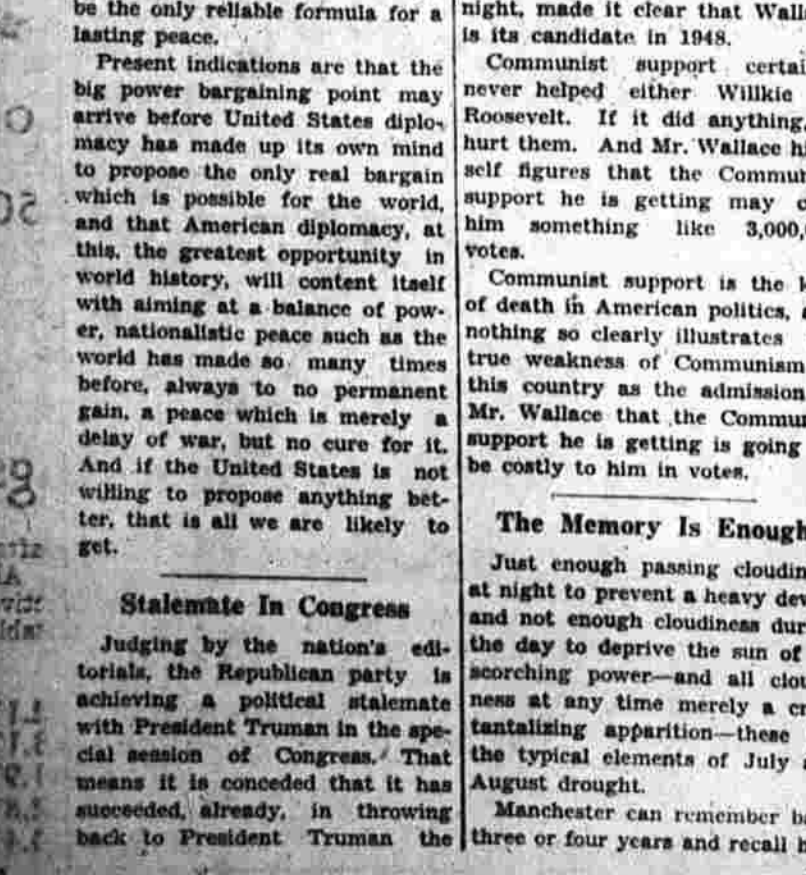 be the only reliable formula for a
lasting peace.
Present indications are that the
big power bargaining point may
arrive before United States diplo-
macy has made up its own mind
to propose the only real bargain
which is possible for the world,
and that American diplomacy, at
this, the greatest opportunity in
world history, will content itself
with aiming at a balance of pow-
er, nationalistic peace such as the
world has made so many times
before, always to no permanent
gain, a peace which is merely a
delay of war, but no cure for it.
And if the United States is not
willing to propose anything bet-
ter, that is all we are likely to
get.
Stalemate In Congress
Judging by the nation's edi-
torials, the Republican party is
achieving a political stalemate
with President Truman in the spe-
cial session of Congress. That
means it is conceded that it has
succeeded, already, in throwing
back to President Truman the
night, made it clear that Wall
is its candidate in 1948.
Communist support certai
never helped either Willkie
Roosevelt. If it did anything,
hurt them. And Mr. Wallace hi
self figures that the Commu
support he is getting may c
him something like 3,000,
votes.
Communist support is the k
of death in American politics, a
nothing so clearly illustrates
true weakness of Communism
this country as the admission
Mr. Wallace that the Commu
support he is getting is going
be costly to him in votes.
The Memory Is Enough
Just enough passing cloudin
at night to prevent a heavy dew
and not enough cloudiness dur
the day to deprive the sun of
scorching power—and all clou
ness at any time merely a cr
tantalizing apparition—these
the typical elements of July a
August drought.
Manchester can remember ba
three or four years and recall h